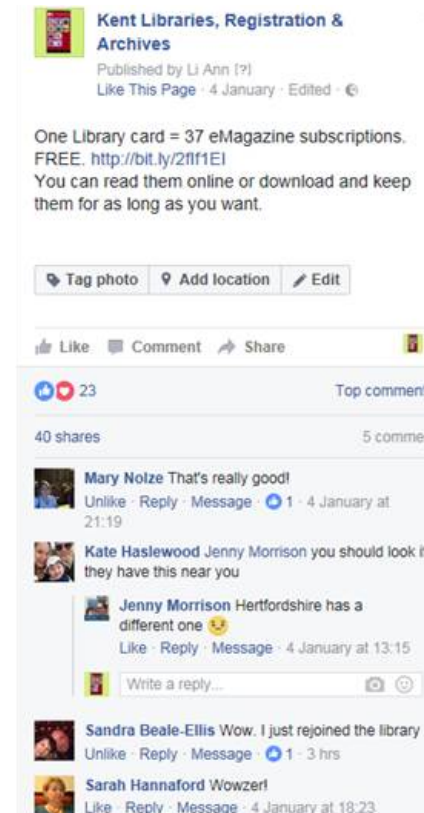 Kent Libraries, Registration &
Archives
Published by Li Ann [?]
Like This Page · 4 January · Edited ·
One Library card = 37 eMagazine subscriptions.
FREE. http://bit.ly/2flf1EI
You can read them online or download and keep
them for as long as you want.
Tag photo Add location Edit
Like Comment Share
23 Top comment
40 shares 5 comme
Mary Nolze That's really good!
Unlike · Reply · Message · 1 · 4 January at
21:19
Kate Haslewood Jenny Morrison you should look i
they have this near you
Jenny Morrison Hertfordshire has a
different one
Like · Reply · Message · 4 January at 13:15
Write a reply...
Sandra Beale-Ellis Wow. I just rejoined the library
Unlike · Reply · Message · 1 · 3 hrs
Sarah Hannaford Wowzer!
Like · Reply · Message · 4 January at 18:23